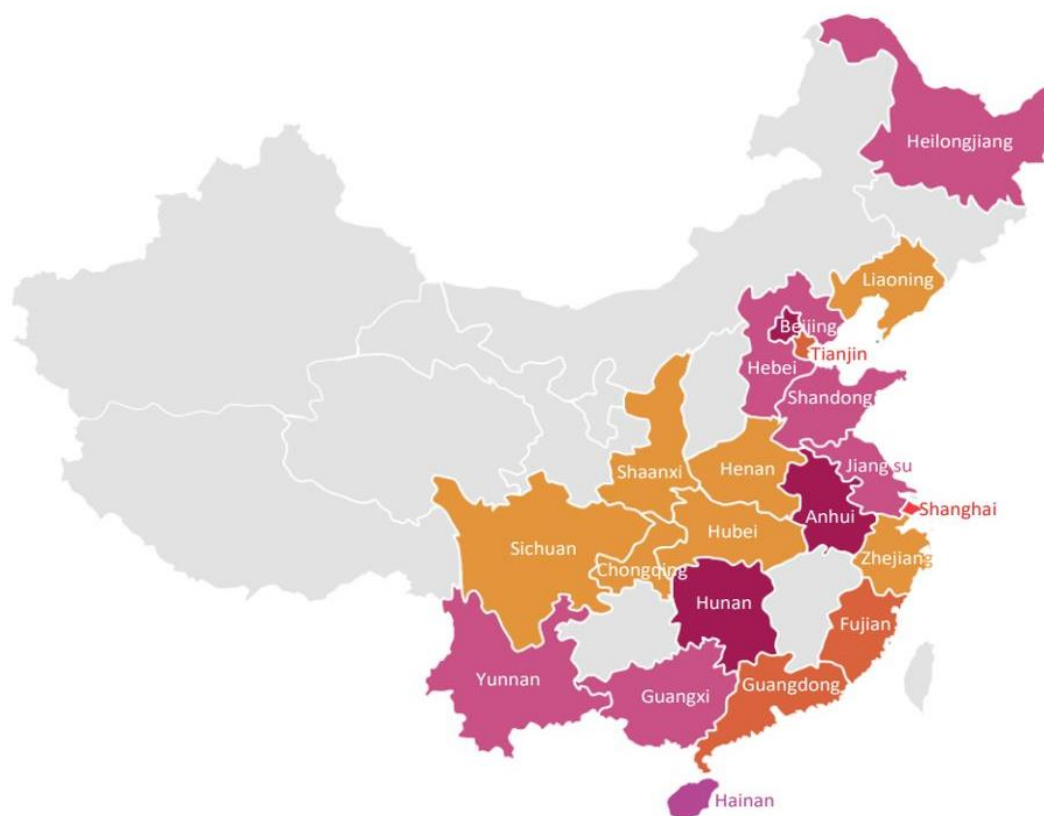 Heilongjiang
Liaoning
Beijing
Tianjin
Hebei
Shandong
Jiang su
Shaanxi
Henan
Shanghai
Anhui
Hubei
Sichuan
Zhejiang
Chongqing
Hunan
Fujian
Yunnan
Guangxi
Guangdong
Hainan